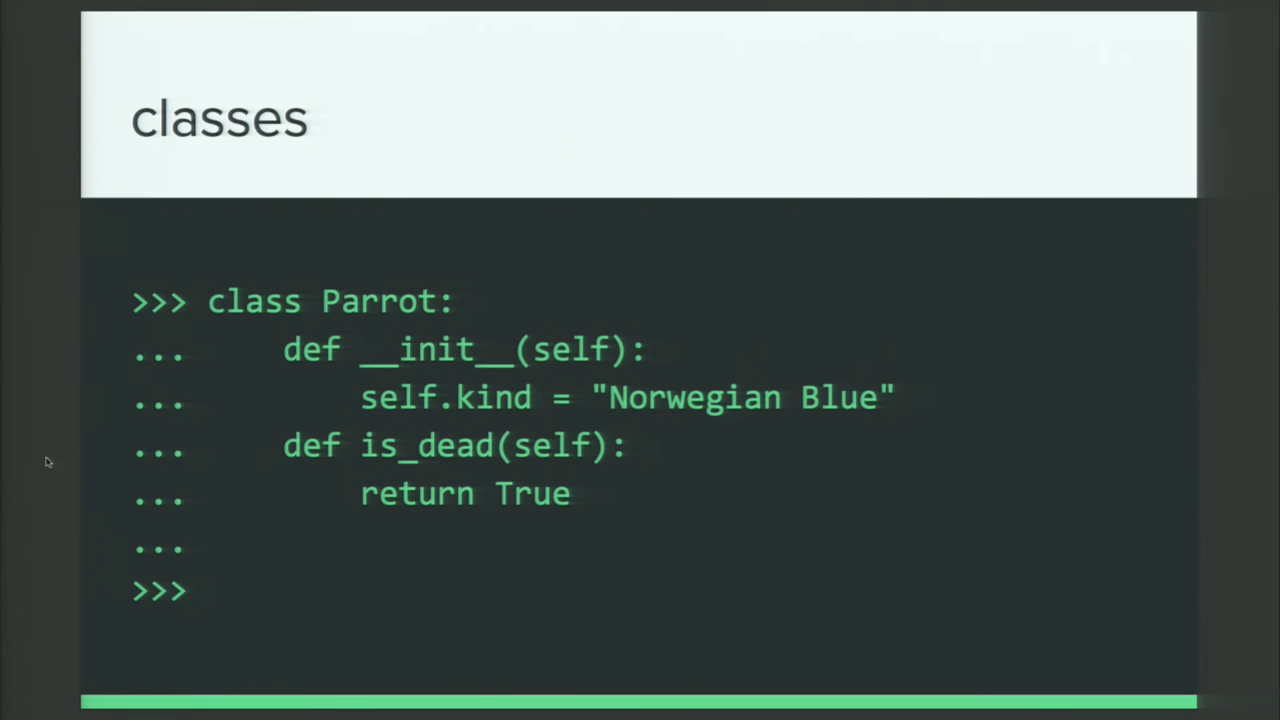 classes
>>> class Parrot:
...     def __init__(self):
...         self.kind = "Norwegian Blue"
...     def is_dead(self):
...         return True
...
>>>